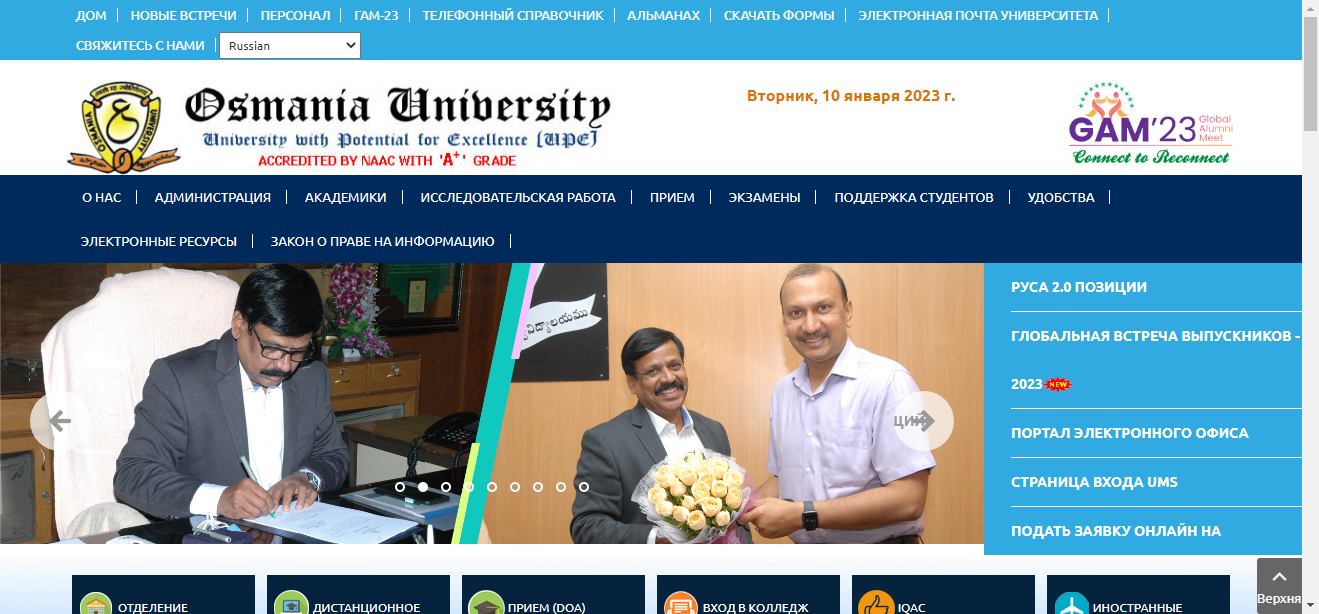 ДОМ НОВЫЕ ВСТРЕЧИ ПЕРСОНАЛ ГАМ-23 ТЕЛЕФОННЫЙ СПРАВОЧНИК АЛЬМАНАХ СКАЧАТЬ ФОРМЫ ЭЛЕКТРОННАЯ ПОЧТА УНИВЕРСИТЕТА
СВЯЖИТЕСЬ С НАМИ Russian
Osmania University
University with Potential for Excellence [UPE]
ACCREDITED BY NAAC WITH 'A+' GRADE
Вторник, 10 января 2023 г.
GAM'23 Global Alumni Meet
Connect to Reconnect
О НАС АДМИНИСТРАЦИЯ АКАДЕМИКИ ИССЛЕДОВАТЕЛЬСКАЯ РАБОТА ПРИЕМ ЭКЗАМЕНЫ ПОДДЕРЖКА СТУДЕНТОВ УДОБСТВА
ЭЛЕКТРОННЫЕ РЕСУРСЫ ЗАКОН О ПРАВЕ НА ИНФОРМАЦИЮ
РУСА 2.0 ПОЗИЦИИ
ГЛОБАЛЬНАЯ ВСТРЕЧА ВЫПУСКНИКОВ -
2023 NEW
ПОРТАЛ ЭЛЕКТРОННОГО ОФИСА
СТРАНИЦА ВХОДА UMS
ПОДАТЬ ЗАЯВКУ ОНЛАЙН НА
ОТДЕЛЕНИЕ ДИСТАНЦИОННОЕ ПРИЕМ (DOA) ВХОД В КОЛЛЕДЖ IQAC ИНОСТРАННЫЕ
Верхня